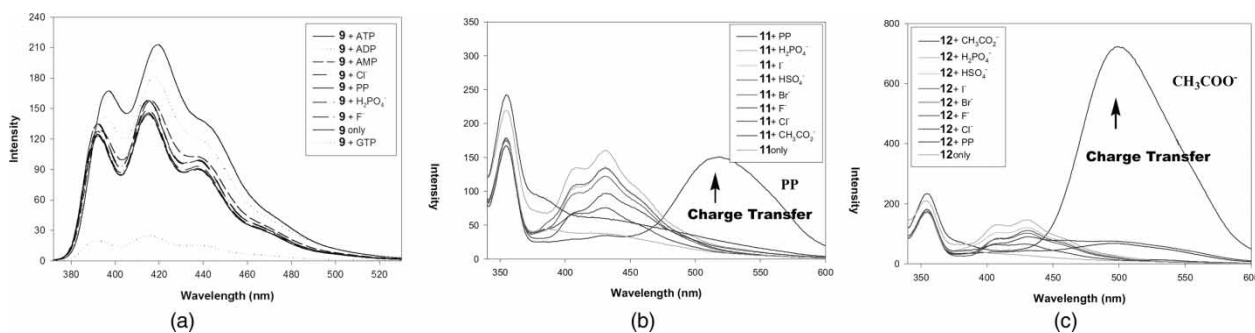 210
180
150
120
90
60
30
0
Intensity
9 + ATP
9 + ADP
9 + AMP
9 + Cl⁻
9 + PP
9 + H₂PO₄⁻
9 + F⁻
9 only
9 + GTP
380 400 420 440 460 480 500 520
Wavelength (nm)
(a)
350
300
250
200
150
100
50
0
Intensity
11+ PP
11+ H₂PO₄⁻
11+ I⁻
11+ HSO₄⁻
11+ Br⁻
11+ F⁻
11+ Cl⁻
11+ CH₃CO₂⁻
11only
PP
Charge Transfer
350 400 450 500 550 600
Wavelength (nm)
(b)
800
600
400
200
0
Intensity
12+ CH₃CO₂⁻
12+ H₂PO₄⁻
12+ HSO₄⁻
12+ I⁻
12+ Br⁻
12+ F⁻
12+ Cl⁻
12+ PP
12only
CH₃COO⁻
Charge Transfer
350 400 450 500 550 600
Wavelength (nm)
(c)